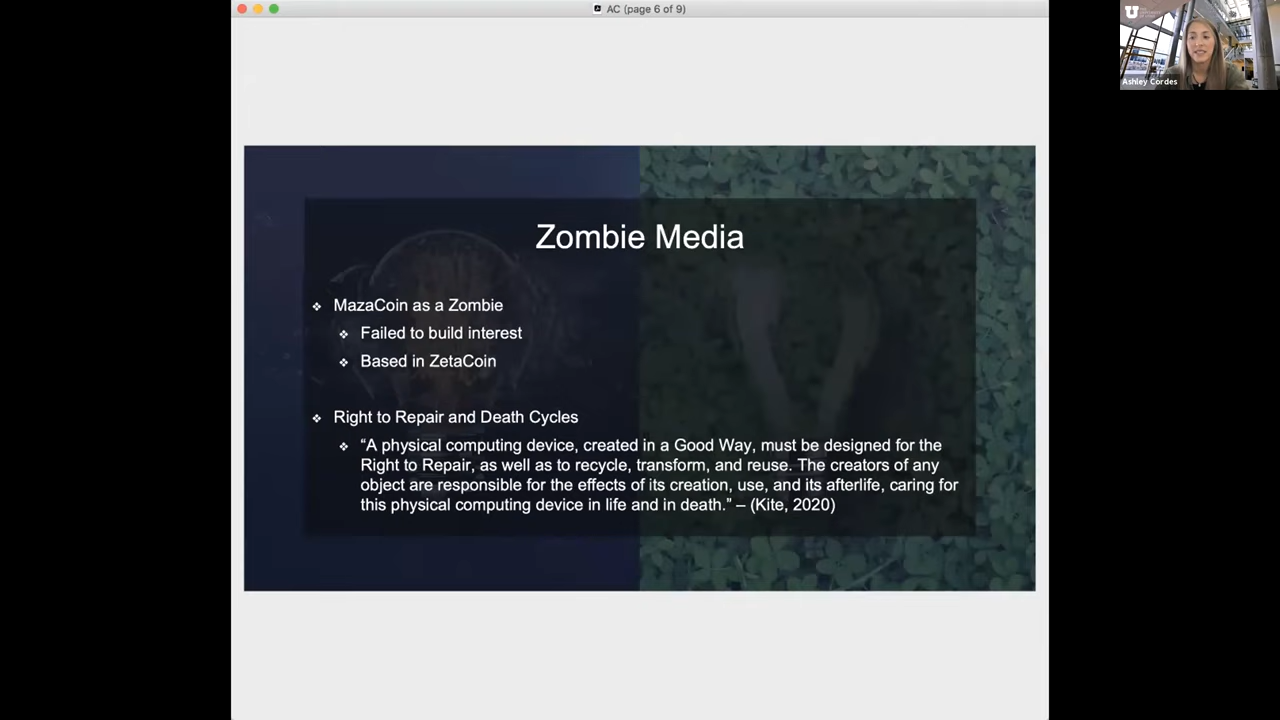 AC (page 6 of 9)
Ashley Cordes
Zombie Media
❖ MazaCoin as a Zombie
❖ Failed to build interest
❖ Based in ZetaCoin
❖ Right to Repair and Death Cycles
❖ “A physical computing device, created in a Good Way, must be designed for the
Right to Repair, as well as to recycle, transform, and reuse. The creators of any
object are responsible for the effects of its creation, use, and its afterlife, caring for
this physical computing device in life and in death.” – (Kite, 2020)